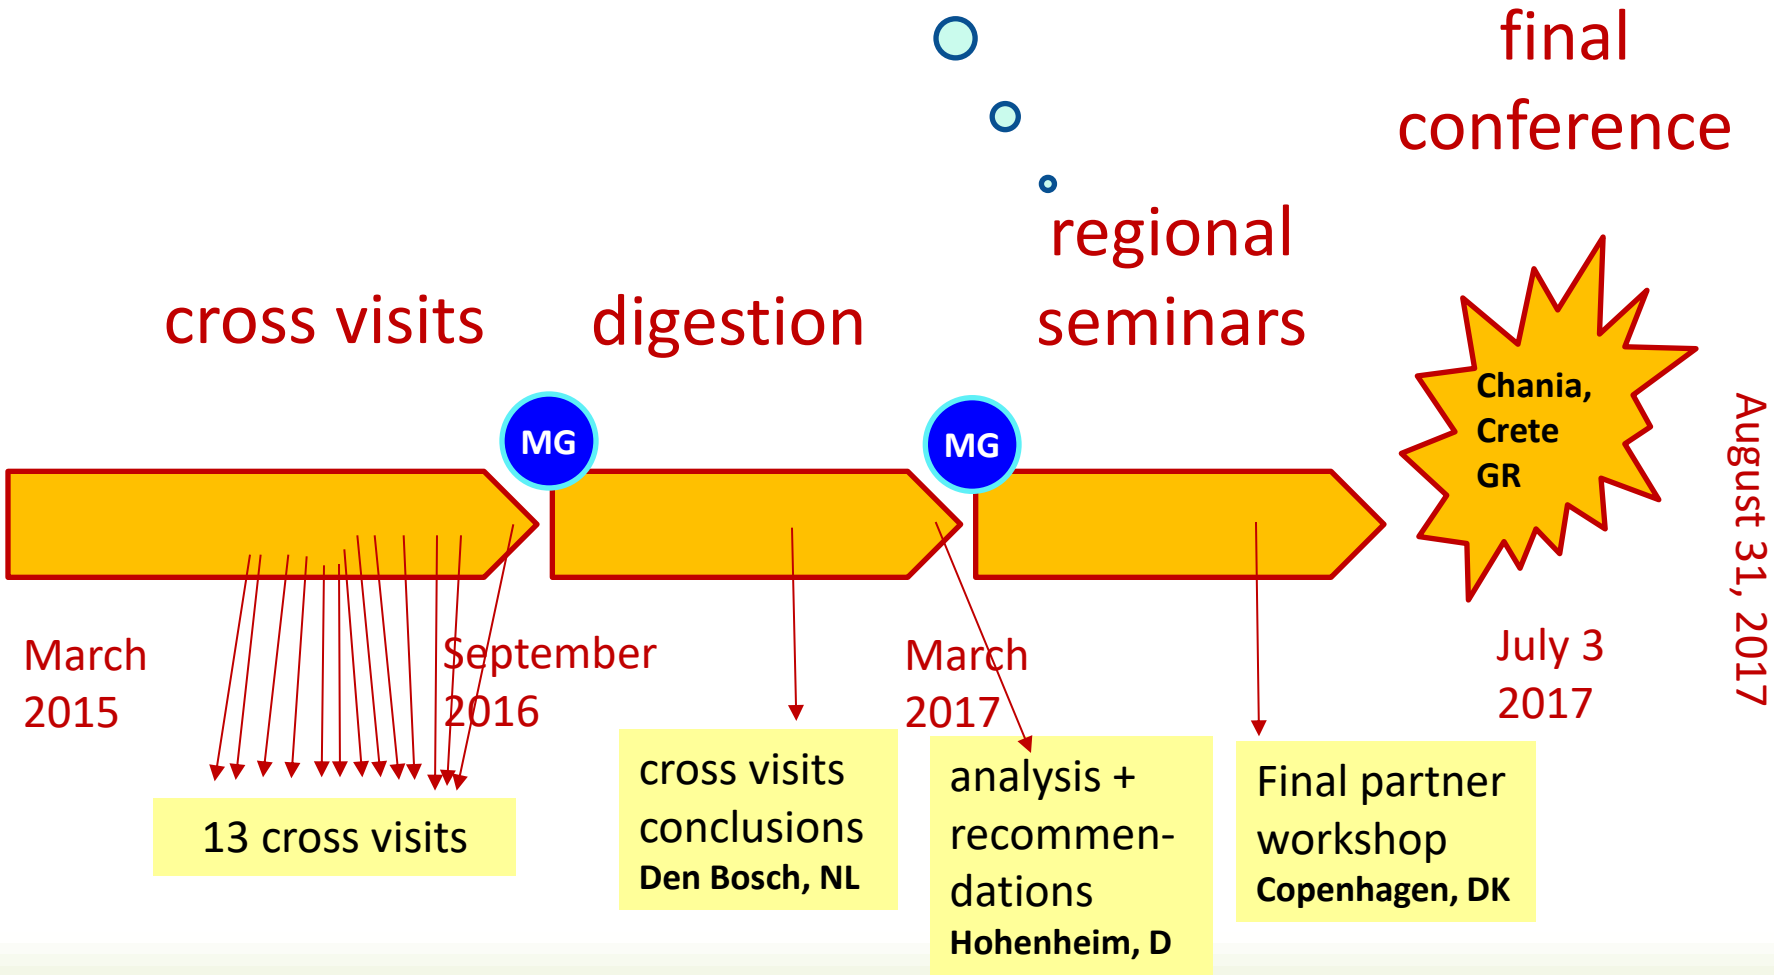 final
conference
regional
seminars
cross visits
digestion
MG
MG
Chania,
Crete
GR
August 31, 2017
March
2015
September
2016
March
2017
July 3
2017
13 cross visits
cross visits
conclusions
Den Bosch, NL
analysis +
recommen-
dations
Hohenheim, D
Final partner
workshop
Copenhagen, DK